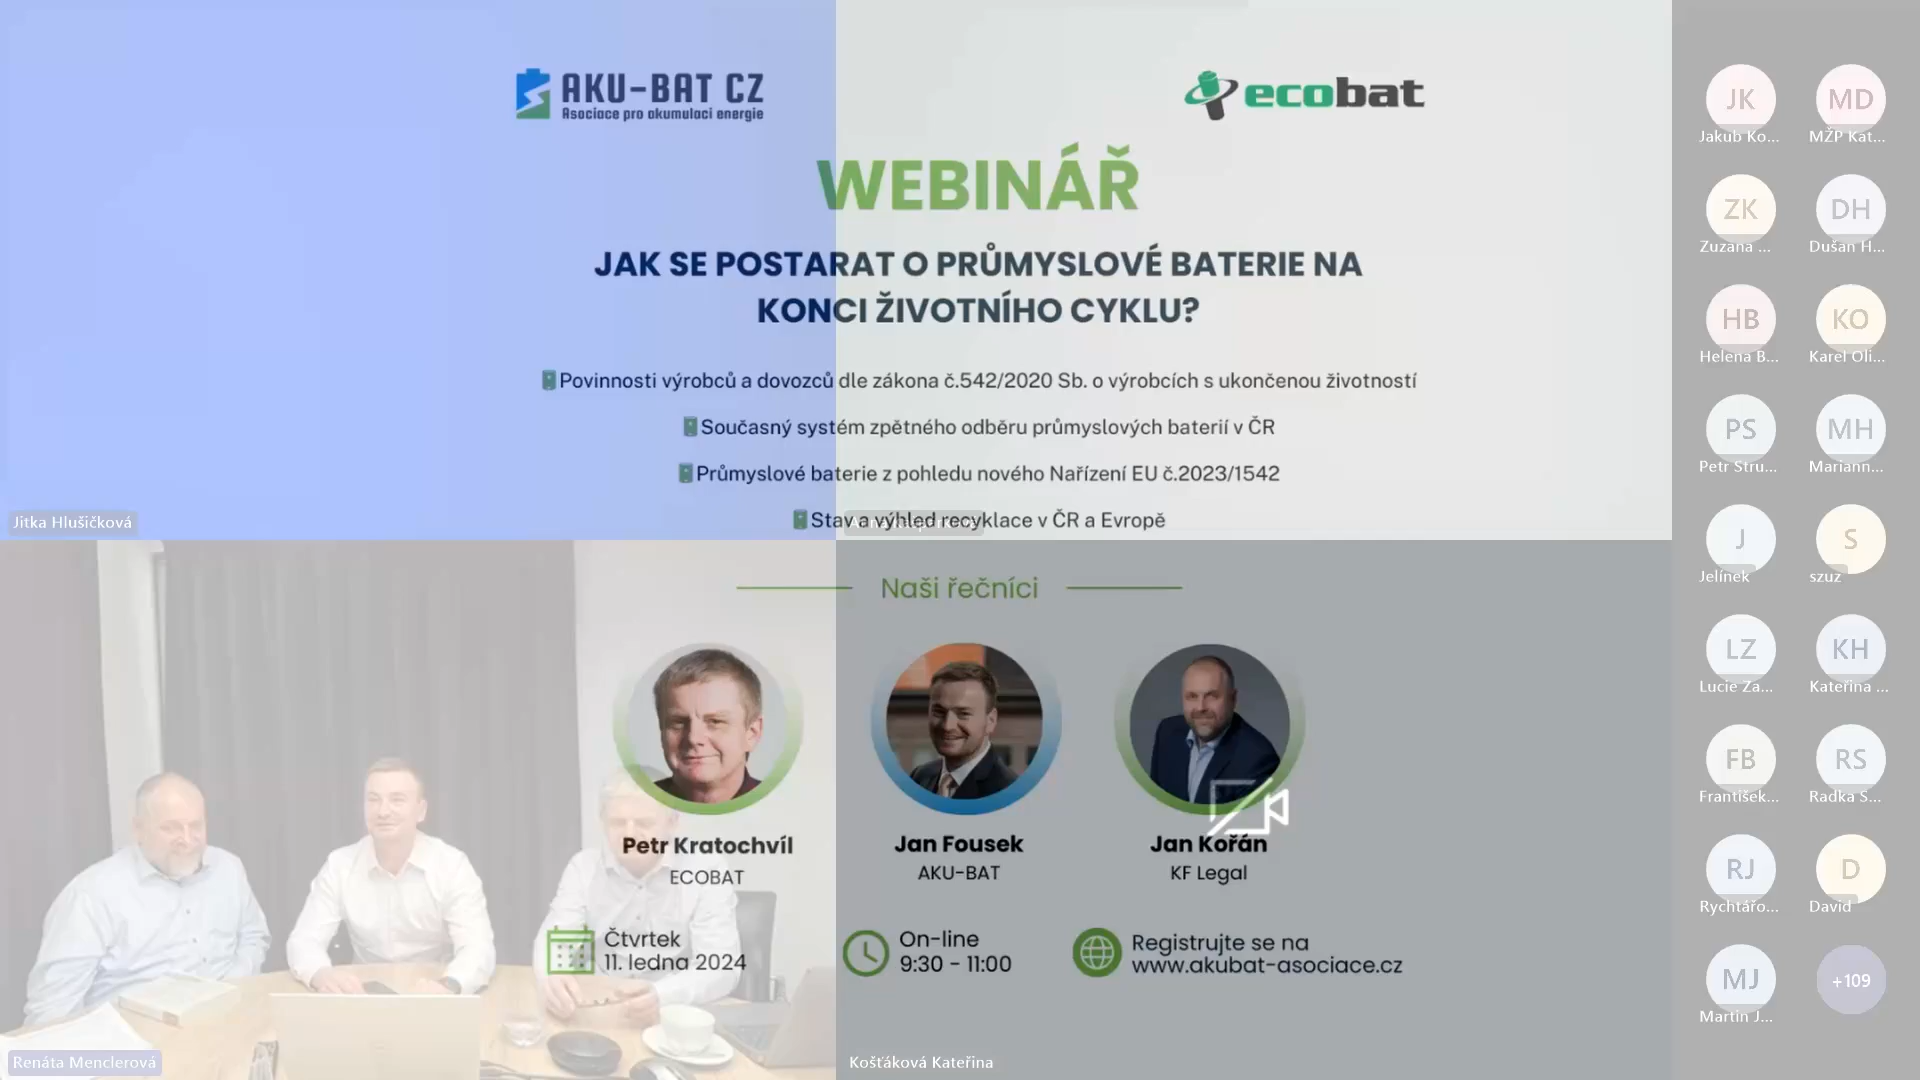 AKU-BAT CZ
Asociace pro akumulaci energie
ecobat
WEBINÁŘ
JAK SE POSTARAT O PRŮMYSLOVÉ BATERIE NA
KONCI ŽIVOTNÍHO CYKLU?
Povinnosti výrobců a dovozců dle zákona č.542/2020 Sb. o výrobcích s ukončenou životností
Současný systém zpětného odběru průmyslových baterií v ČR
Průmyslové baterie z pohledu nového Nařízení EU č.2023/1542
Stav a výhled recyklace v ČR a Evropě
Jitka Hlušičková
Naši řečníci
Petr Kratochvíl
ECOBAT
Jan Fousek
AKU-BAT
Jan Kořán
KF Legal
Čtvrtek
11. ledna 2024
On-line
9:30 - 11:00
Registrujte se na
www.akubat-asociace.cz
Renáta Menclerová
Košťáková Kateřina
JK
Jakub Ko...
MD
MŽP Kat...
ZK
Zuzana ...
DH
Dušan H...
HB
Helena B...
KO
Karel Oli...
PS
Petr Stru...
MH
Mariann...
J
Jelínek
S
szuz
LZ
Lucie Za...
KH
Kateřina ...
FB
František...
RS
Radka S...
RJ
Rychtářo...
D
David
MJ
Martin J...
+109